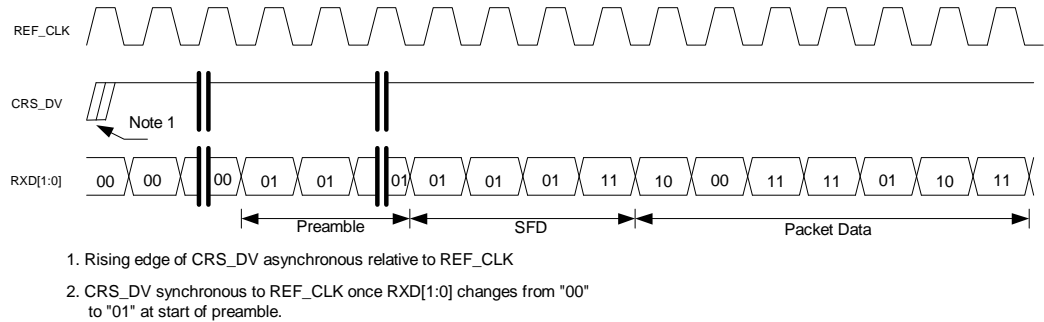 REF_CLK
CRS_DV
Note 1
RXD[1:0] 00 00 00 01 01 01 01 01 01 11 10 00 11 11 01 10 11
Preamble SFD Packet Data
1. Rising edge of CRS_DV asynchronous relative to REF_CLK
2. CRS_DV synchronous to REF_CLK once RXD[1:0] changes from "00"
to "01" at start of preamble.